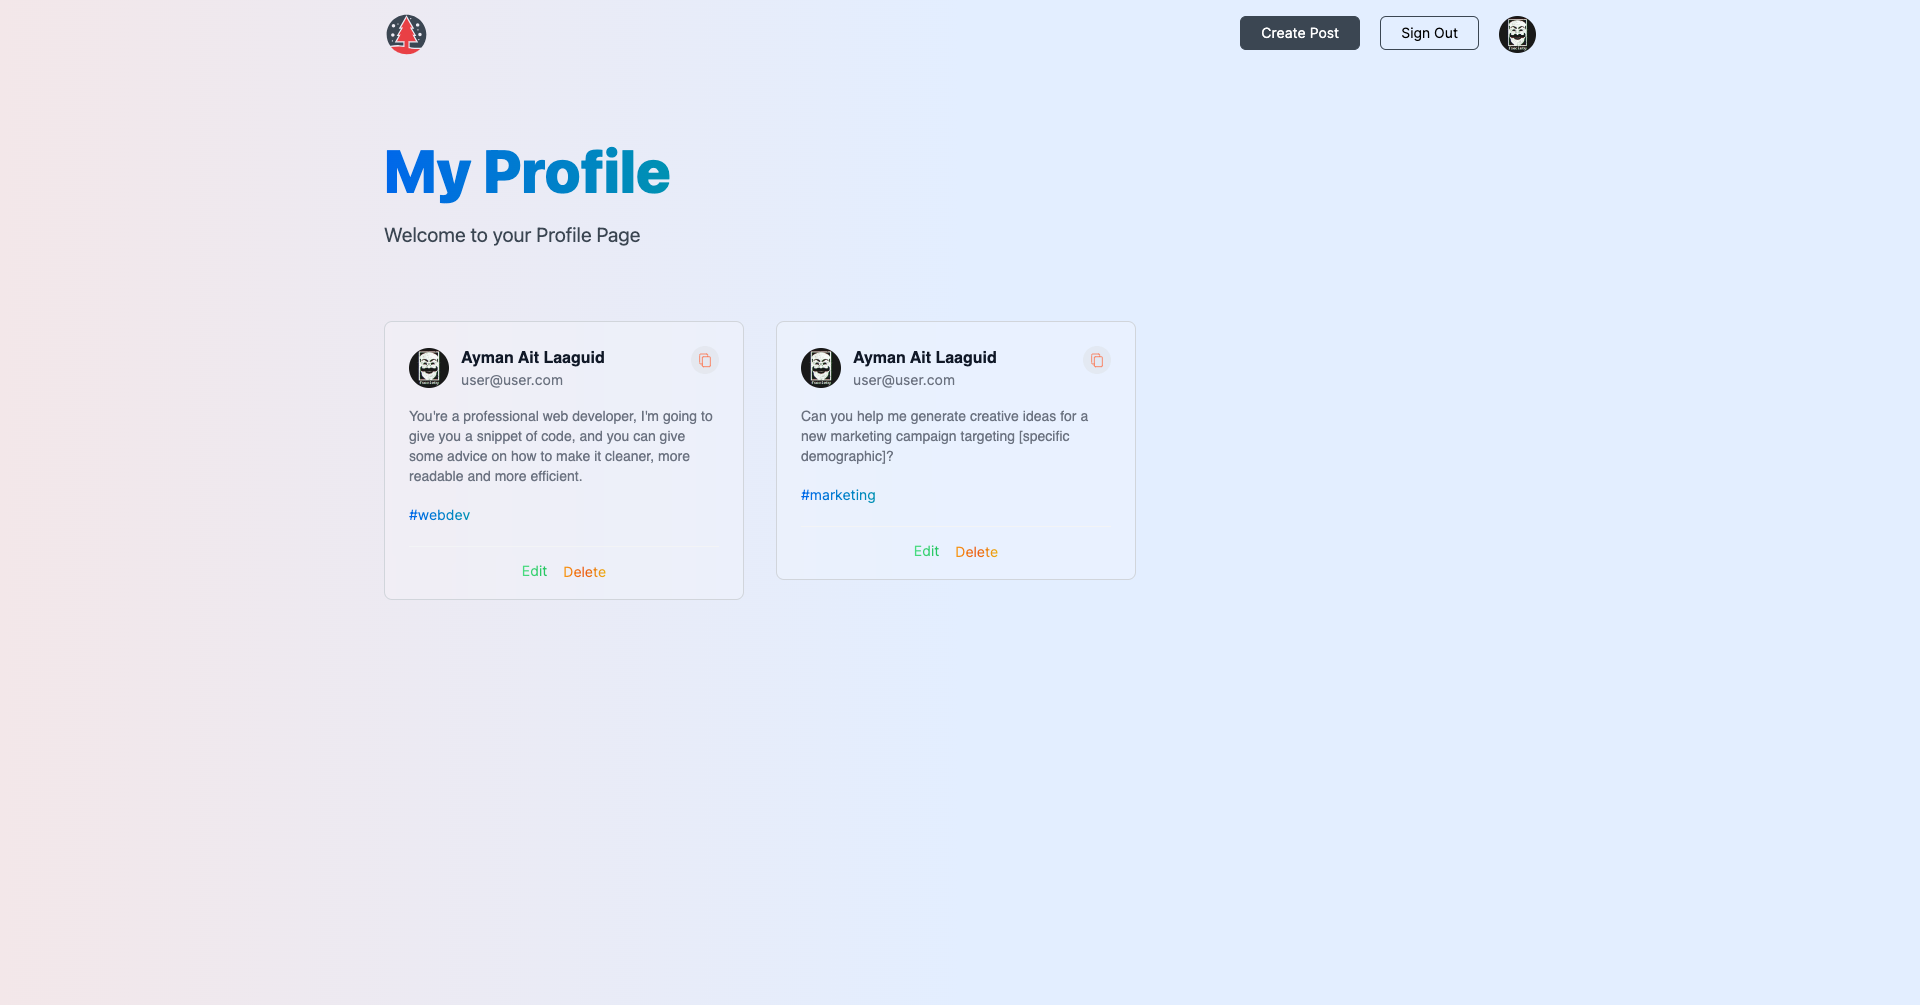 Create Post
Sign Out
My Profile
Welcome to your Profile Page
Ayman Ait Laaguid
user@user.com
You're a professional web developer, I'm going to
give you a snippet of code, and you can give
some advice on how to make it cleaner, more
readable and more efficient.
#webdev
Edit Delete
Ayman Ait Laaguid
user@user.com
Can you help me generate creative ideas for a
new marketing campaign targeting [specific
demographic]?
#marketing
Edit Delete